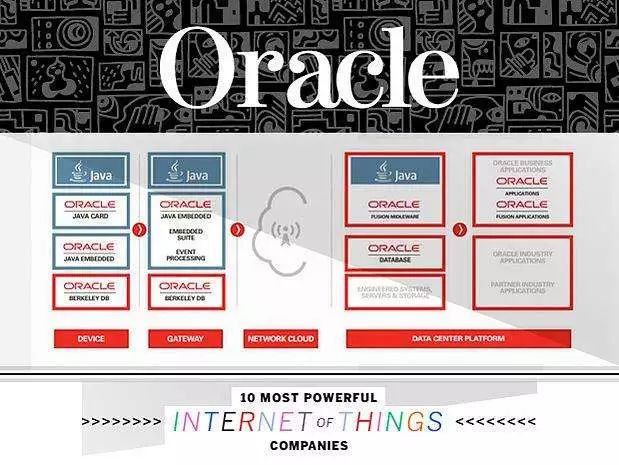 Oracle
Java
ORACLE
JAVA CARD
ORACLE
JAVA EMBEDDED
ORACLE
BERKELEY DB
Java
ORACLE
JAVA EMBEDDED
EMBEDDED
SUITE
EVENT
PROCESSING
ORACLE
BERKELEY DB
Java
ORACLE
FUSION MIDLEWARE
ORACLE
DATABASE
ENGINEERED SYSTEMS,
SERVERS & STORAGE
ORACLE BUSINESS
APPLICATIONS
ORACLE
APPLICATIONS
ORACLE
FUSION APPLICATIONS
ORACLE INDUSTRY
APPLICATIONS
PARTNER INDUSTRY
APPLICATIONS
DEVICE
GATEWAY
NETWORK CLOUD
DATA CENTER PLATFORM
10 MOST POWERFUL
>>>>>>>> INTERNET OF THINGS <<<<<<<<
COMPANIES